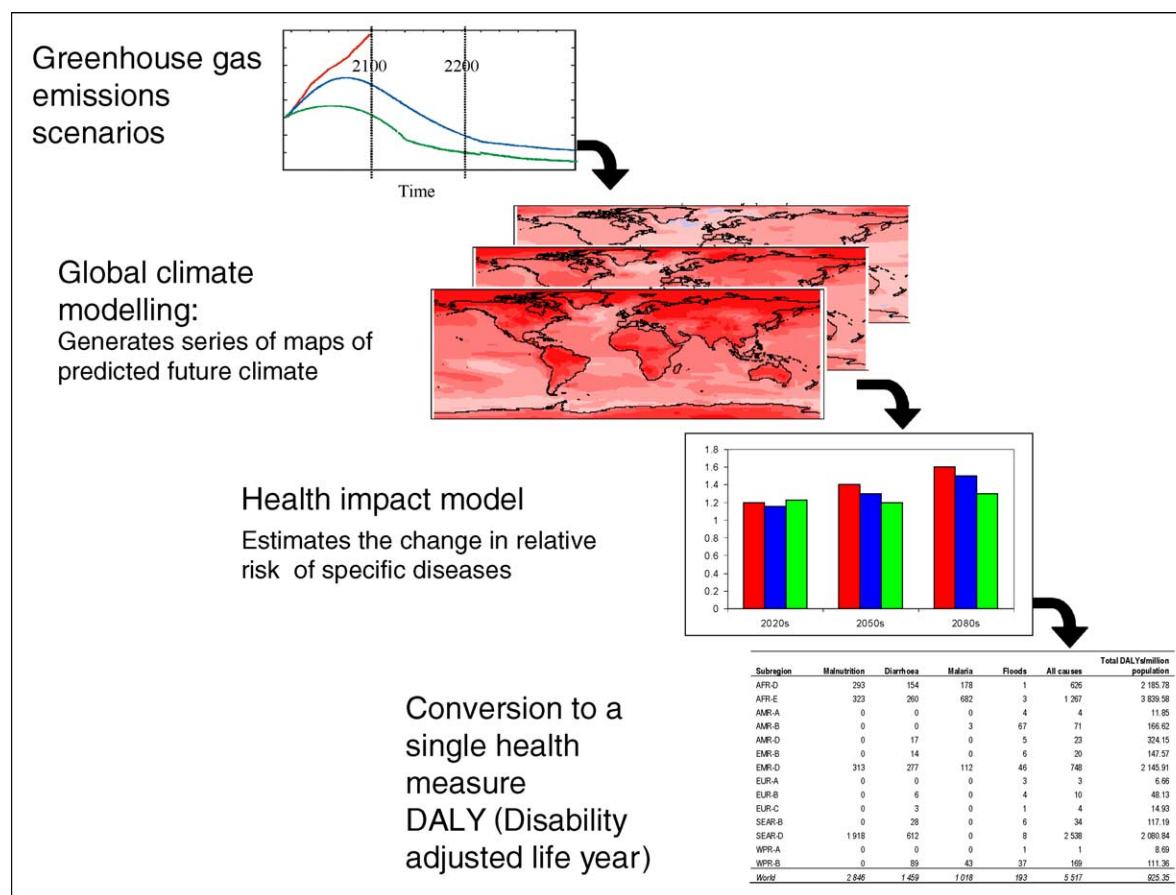 Greenhouse gas
emissions
scenarios
2100 2200
Time
Global climate
modelling:
Generates series of maps of
predicted future climate
Health impact model
Estimates the change in relative
risk of specific diseases
1.8
1.6
1.4
1.2
1
0.8
0.6
0.4
0.2
0
2020s 2050s 2080s
Conversion to a
single health
measure
DALY (Disability
adjusted life year)
Total DALYs/million
Subregion Malnutrition Diarrhoea Malaria Floods All causes population
AFR-D 293 154 178 1 626 2 185.78
AFR-E 323 260 682 3 1 267 3 839.58
AMR-A 0 0 0 4 4 11.85
AMR-B 0 0 3 67 71 166.62
AMR-D 0 17 0 5 23 324.15
EMR-B 0 14 0 6 20 147.57
EMR-D 313 277 112 46 748 2 145.91
EUR-A 0 0 0 3 3 6.66
EUR-B 0 6 0 4 10 48.13
EUR-C 0 3 0 1 4 14.93
SEAR-B 0 28 0 6 34 117.19
SEAR-D 1 918 612 0 8 2 538 2 080.84
WPR-A 0 0 0 1 1 8.69
WPR-B 0 89 43 37 169 111.36
World 2 846 1 459 1 018 193 5 517 925.35